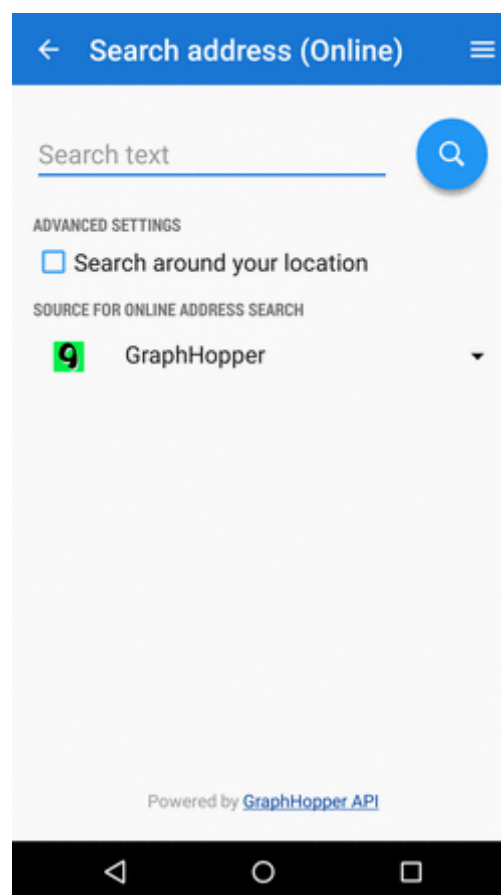 Search address (Online)
Search text
ADVANCED SETTINGS
Search around your location
SOURCE FOR ONLINE ADDRESS SEARCH
GraphHopper
Powered by GraphHopper API